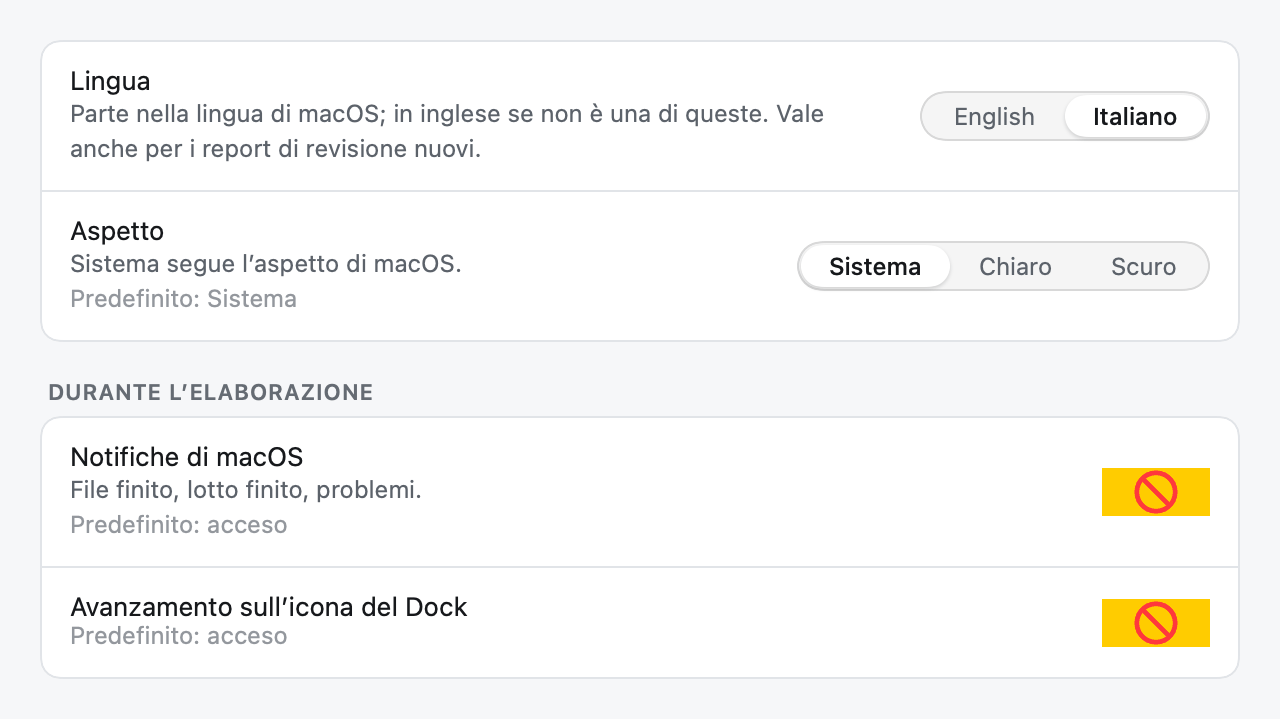 Lingua
Parte nella lingua di macOS; in inglese se non è una di queste. Vale
anche per i report di revisione nuovi.
English
Italiano
Aspetto
Sistema segue l’aspetto di macOS.
Predefinito: Sistema
Sistema
Chiaro
Scuro
DURANTE L’ELABORAZIONE
Notifiche di macOS
File finito, lotto finito, problemi.
Predefinito: acceso
Avanzamento sull’icona del Dock
Predefinito: acceso